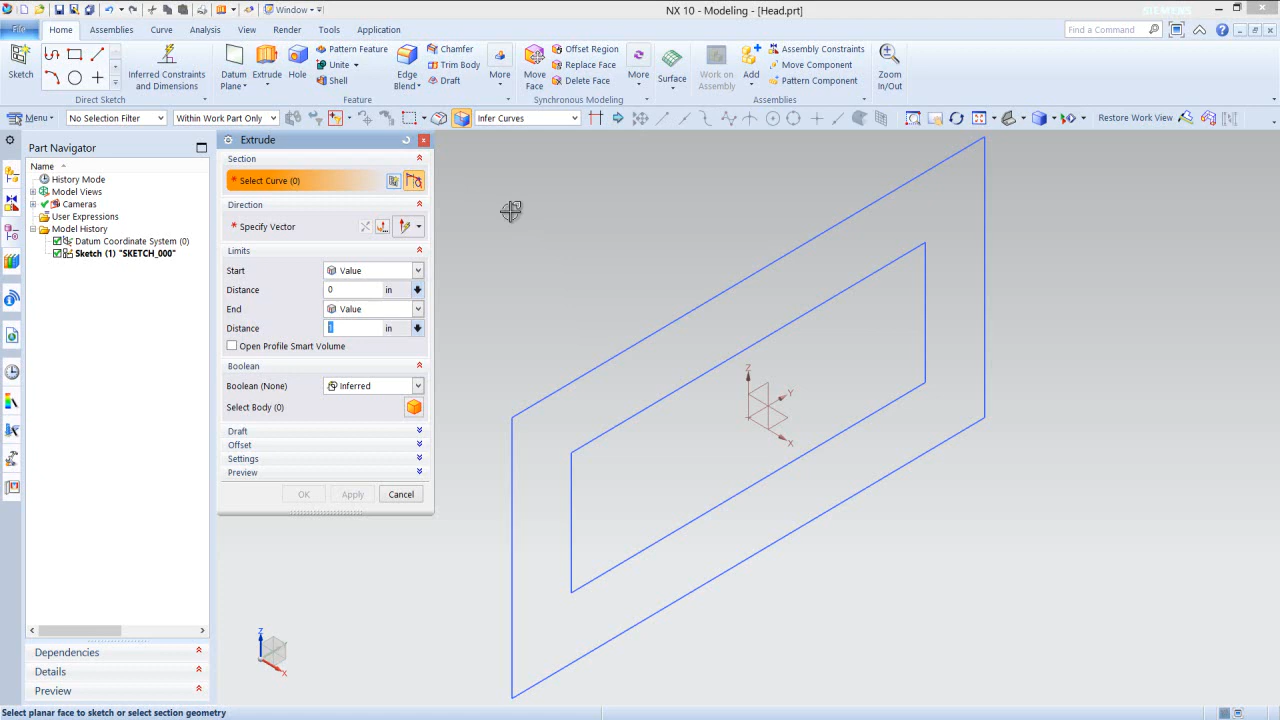 Window
NX 10 - Modeling - [Head.prt]
SIEMENS
File
Home
Assemblies
Curve
Analysis
View
Render
Tools
Application
Find a Command
Sketch
Direct Sketch
Inferred Constraints
and Dimensions
Datum
Plane
Extrude
Hole
Pattern Feature
Unite
Shell
Edge
Blend
Chamfer
Trim Body
Draft
More
Feature
Move
Face
Offset Region
Replace Face
Delete Face
More
Synchronous Modeling
Surface
Work on
Assembly
Add
Assembly Constraints
Move Component
Pattern Component
Assemblies
Zoom
In/Out
Menu
No Selection Filter
Within Work Part Only
Infer Curves
Restore Work View
Part Navigator
Name
History Mode
Model Views
Cameras
User Expressions
Model History
Datum Coordinate System (0)
Sketch (1) "SKETCH_000"
Dependencies
Details
Preview
Extrude
Section
* Select Curve (0)
Direction
* Specify Vector
Limits
Start
Value
Distance
0
in
End
Value
Distance
1
in
Open Profile Smart Volume
Boolean
Boolean (None)
Inferred
Select Body (0)
Draft
Offset
Settings
Preview
OK
Apply
Cancel
Z
Y
X
Z
X
Select planar face to sketch or select section geometry